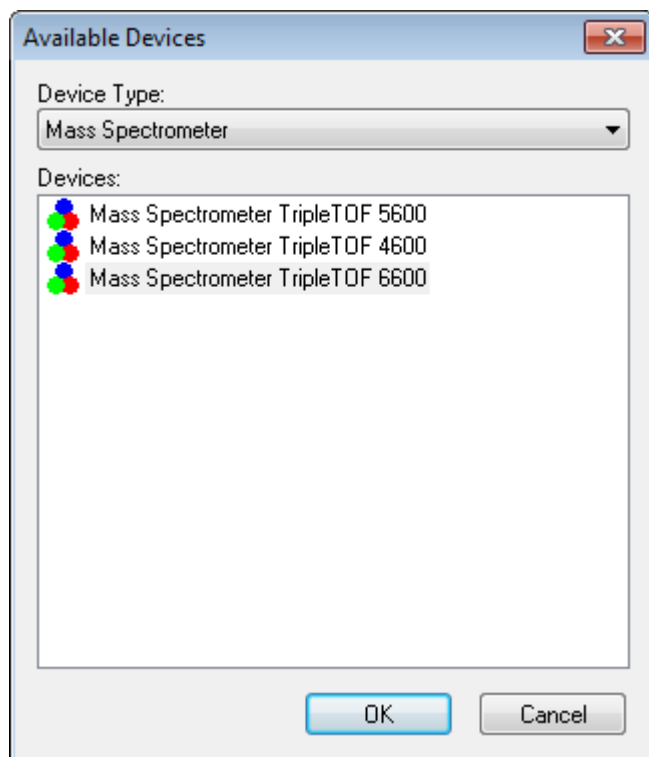 Available Devices
Device Type:
Mass Spectrometer
Devices:
Mass Spectrometer TripleTOF 5600
Mass Spectrometer TripleTOF 4600
Mass Spectrometer TripleTOF 6600
OK Cancel